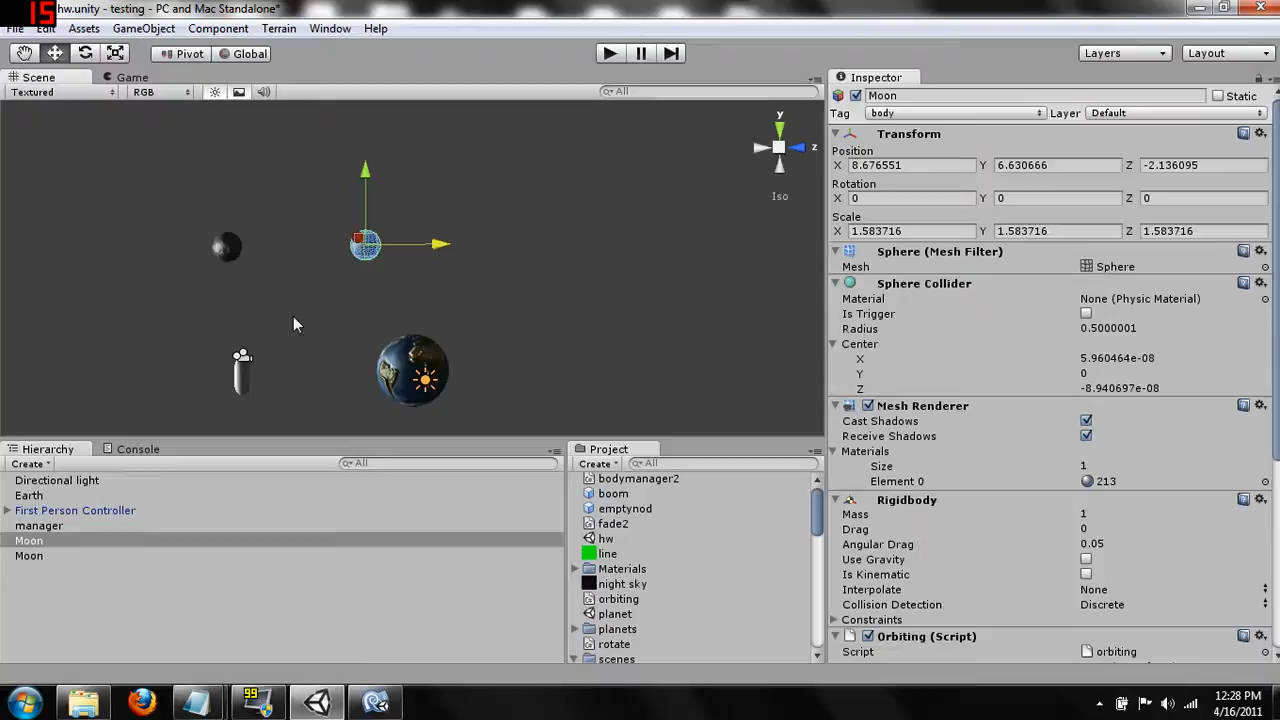 15
hw.unity - testing - PC and Mac Standalone*
File Edit Assets GameObject Component Terrain Window Help
Pivot Global Layers Layout
Scene Game
Textured RGB All
y
z
Iso
Inspector
Moon Static
Tag body Layer Default
Transform
Position
X 8.676551 Y 6.630666 Z -2.136095
Rotation
X 0 Y 0 Z 0
Scale
X 1.583716 Y 1.583716 Z 1.583716
Sphere (Mesh Filter)
Mesh Sphere
Sphere Collider
Material None (Physic Material)
Is Trigger
Radius 0.5000001
Center
X 5.960464e-08
Y 0
Z -8.940697e-08
Mesh Renderer
Cast Shadows
Receive Shadows
Materials
Size 1
Element 0 213
Rigidbody
Mass 1
Drag 0
Angular Drag 0.05
Use Gravity
Is Kinematic
Interpolate None
Collision Detection Discrete
Constraints
Orbiting (Script)
Script orbiting
Hierarchy Console
Create All
Directional light
Earth
First Person Controller
manager
Moon
Moon
Project
Create All
bodymanager2
boom
emptynod
fade2
hw
line
Materials
night sky
orbiting
planet
planets
rotate
scenes
99
12:28 PM
4/16/2011